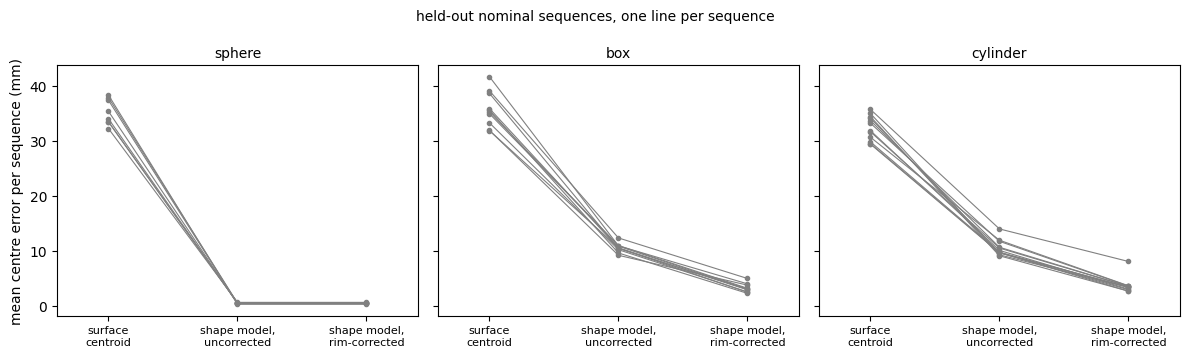 held-out nominal sequences, one line per sequence
sphere
box
cylinder
mean centre error per sequence (mm)
40
30
20
10
0
surface
centroid
shape model,
uncorrected
shape model,
rim-corrected
surface
centroid
shape model,
uncorrected
shape model,
rim-corrected
surface
centroid
shape model,
uncorrected
shape model,
rim-corrected